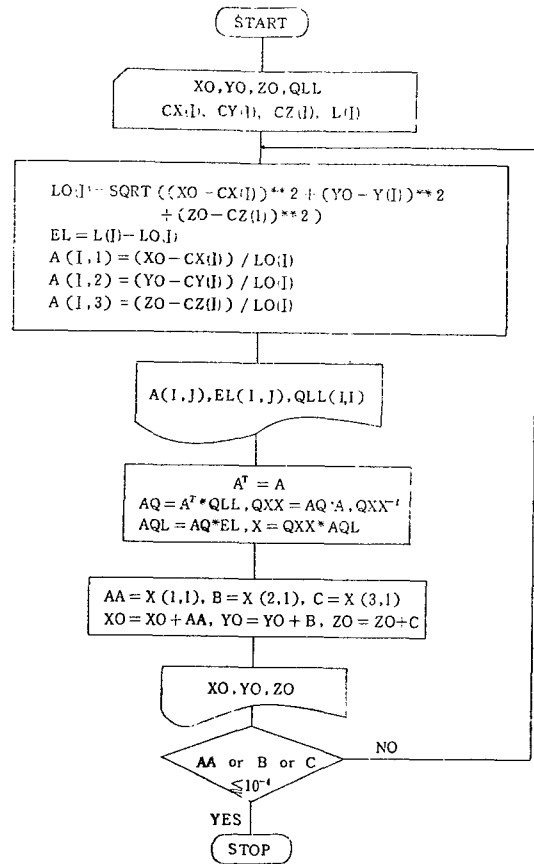 START
XO, YO, ZO, QLL
CX(I), CY(I), CZ(I), L(I)
LO(I)=SQRT ((XO-CX(I))**2+(YO-Y(I))**2
+(ZO-CZ(I))**2)
EL=L(I)-LO(I)
A(I,1)=(XO-CX(I))/LO(I)
A(I,2)=(YO-CY(I))/LO(I)
A(I,3)=(ZO-CZ(I))/LO(I)
A(I,J), EL(I,J), QLL(I,I)
Aᵀ=A
AQ=Aᵀ*QLL, QXX=AQ*A, QXX⁻¹
AQL=AQ*EL, X=QXX*AQL
AA=X(1,1), B=X(2,1), C=X(3,1)
XO=XO+AA, YO=YO+B, ZO=ZO+C
XO, YO, ZO
AA or B or C
≦10⁻⁴
NO
YES
STOP